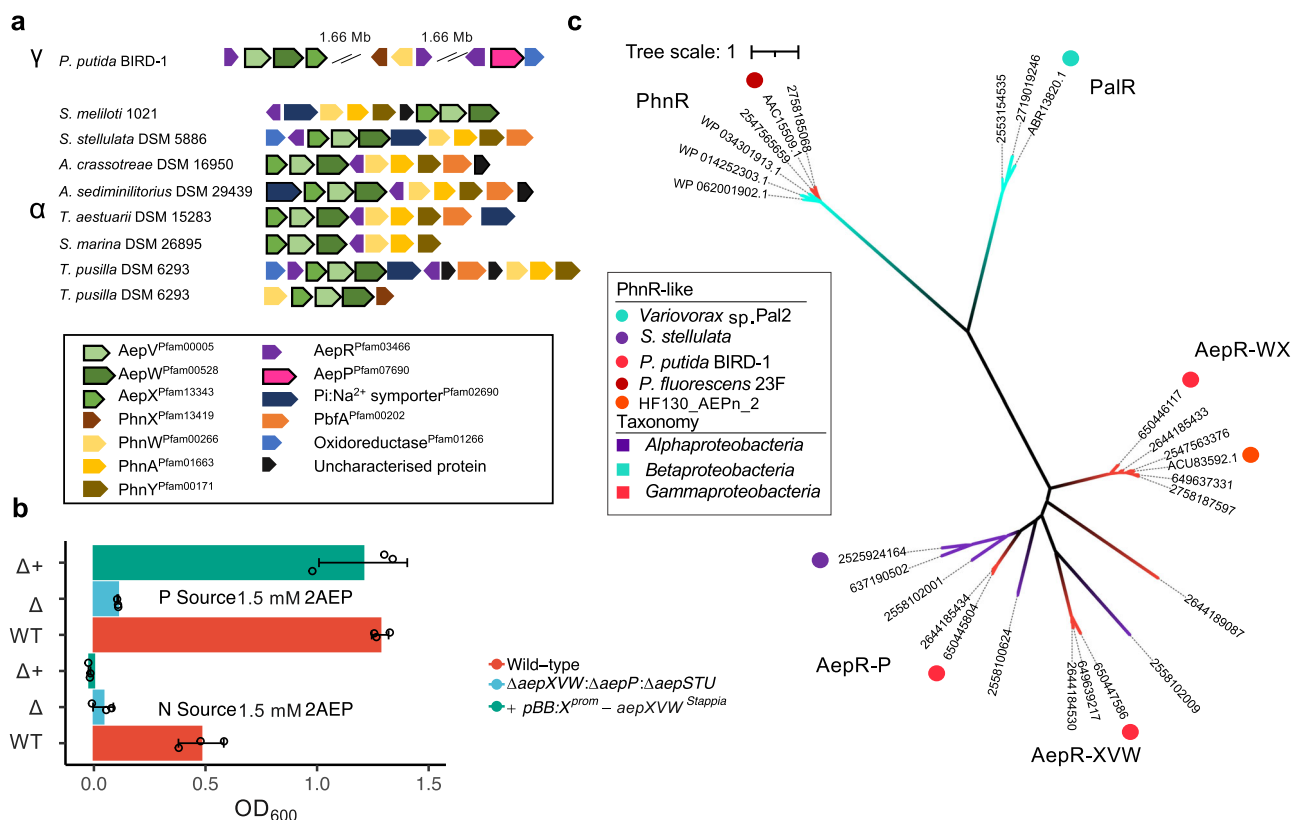 a
γ P. putida BIRD-1
1.66 Mb 1.66 Mb
α
S. meliloti 1021
S. stellulata DSM 5886
A. crassotreae DSM 16950
A. sediminilitorius DSM 29439
T. aestuarii DSM 15283
S. marina DSM 26895
T. pusilla DSM 6293
T. pusilla DSM 6293
AepV^Pfam00005
AepW^Pfam00528
AepX^Pfam13343
PhnX^Pfam13419
PhnW^Pfam00266
PhnA^Pfam01663
PhnY^Pfam00171
AepR^Pfam03466
AepP^Pfam07690
Pi:Na^2+ symporter^Pfam02690
PbfA^Pfam00202
Oxidoreductase^Pfam01266
Uncharacterised protein
b
Δ+
Δ
WT
Δ+
Δ
WT
P Source 1.5 mM 2AEP
N Source 1.5 mM 2AEP
0.0 0.5 1.0 1.5
OD_600
Wild–type
ΔaepXVW:ΔaepP:ΔaepSTU
+ pBB:X^prom – aepXVW^Stappia
c
Tree scale: 1
PhnR
WP 062001902.1
WP 014252303.1
WP 034301913.1
2547565659
AAC15509.1
2758185068
PalR
2553154535
2719019246
ABR13820.1
PhnR-like
Variovorax sp.Pal2
S. stellulata
P. putida BIRD-1
P. fluorescens 23F
HF130_AEPn_2
Taxonomy
Alphaproteobacteria
Betaproteobacteria
Gammaproteobacteria
AepR-WX
650446117
2644185433
2547563376
ACU83592.1
649637331
2758187597
2644189087
2558102009
650447586
649639217
2644184530
AepR-XVW
2558100624
650445804
2644185434
2558102001
637190502
2525924164
AepR-P